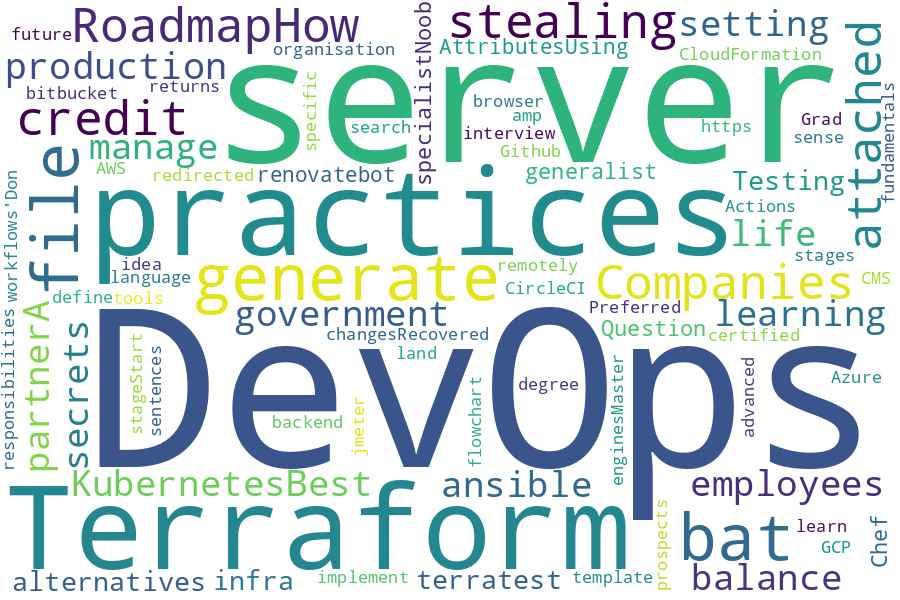 future
RoadmapHow
organisation
stealing
setting
AttributesUsing
CloudFormation
production
bitbucket
returns
specific
server
specialistNoob
attached
fundamentals
credit
search
browser
amp
interview
https
Grad
sense
manage
Github
AWS
redirected
renovatebot
generalist
Testing
file
practices
Actions
life
stages
workflows'Don
idea
language
generate
remotely
CircleCI
Companies
CMS
define
tools
government
Preferred
learning
partnerA
changesRecovered
Question
certified
responsibilities
secrets
stageStart
sentences
DevOps
land
degree
advanced
Azure
backend
jmeter
flowchart
enginesMaster
KubernetesBest
ansible
employees
Terraform
prospects
bat
learn
GCP
Chef
alternatives
infra
implement
terratest
template
balance